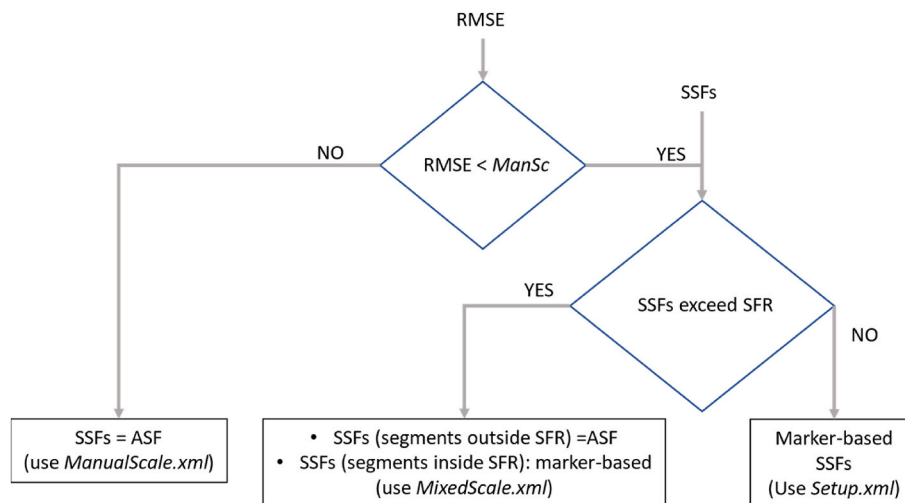 RMSE
SSFs
NO
RMSE < ManSc
YES
YES
SSFs exceed SFR
NO
SSFs = ASF
(use ManualScale.xml)
• SSFs (segments outside SFR) =ASF
• SSFs (segments inside SFR): marker-based
(use MixedScale.xml)
Marker-based
SSFs
(Use Setup.xml)